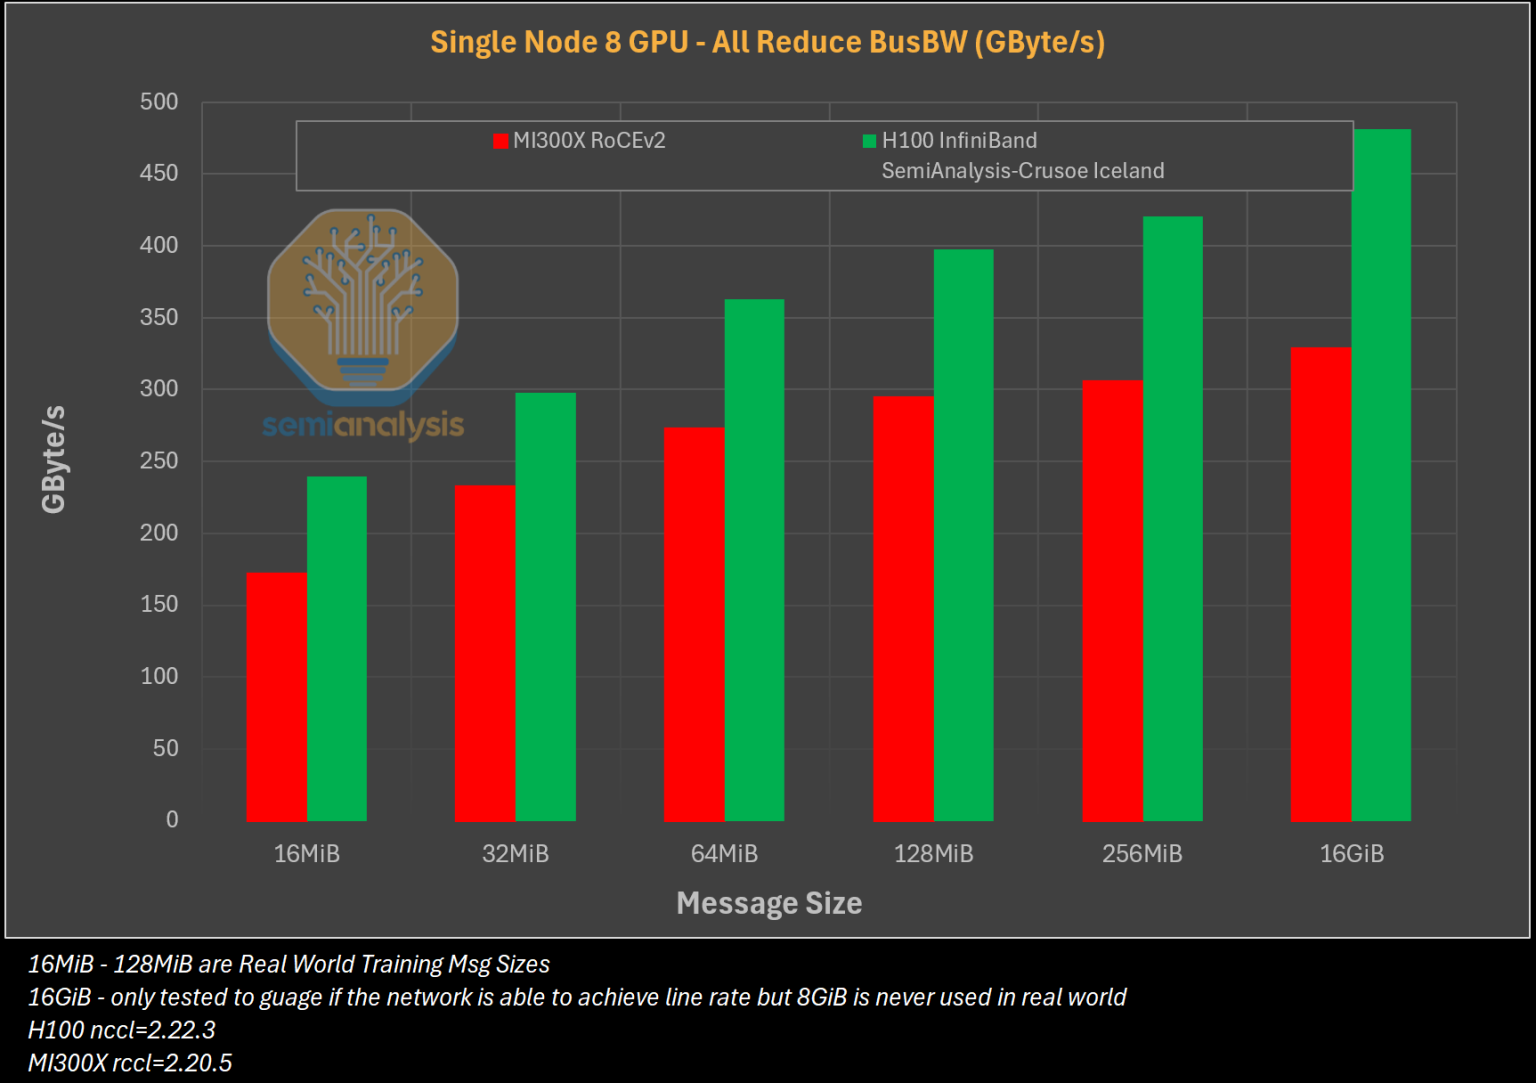 Single Node 8 GPU - All Reduce BusBW (GByte/s)
500
450
400
350
300
250
200
150
100
50
0
GByte/s
MI300X RoCEv2
H100 InfiniBand
SemiAnalysis-Crusoe Iceland
semianalysis
16MiB
32MiB
64MiB
128MiB
256MiB
16GiB
Message Size
16MiB - 128MiB are Real World Training Msg Sizes
16GiB - only tested to guage if the network is able to achieve line rate but 8GiB is never used in real world
H100 nccl=2.22.3
MI300X rccl=2.20.5